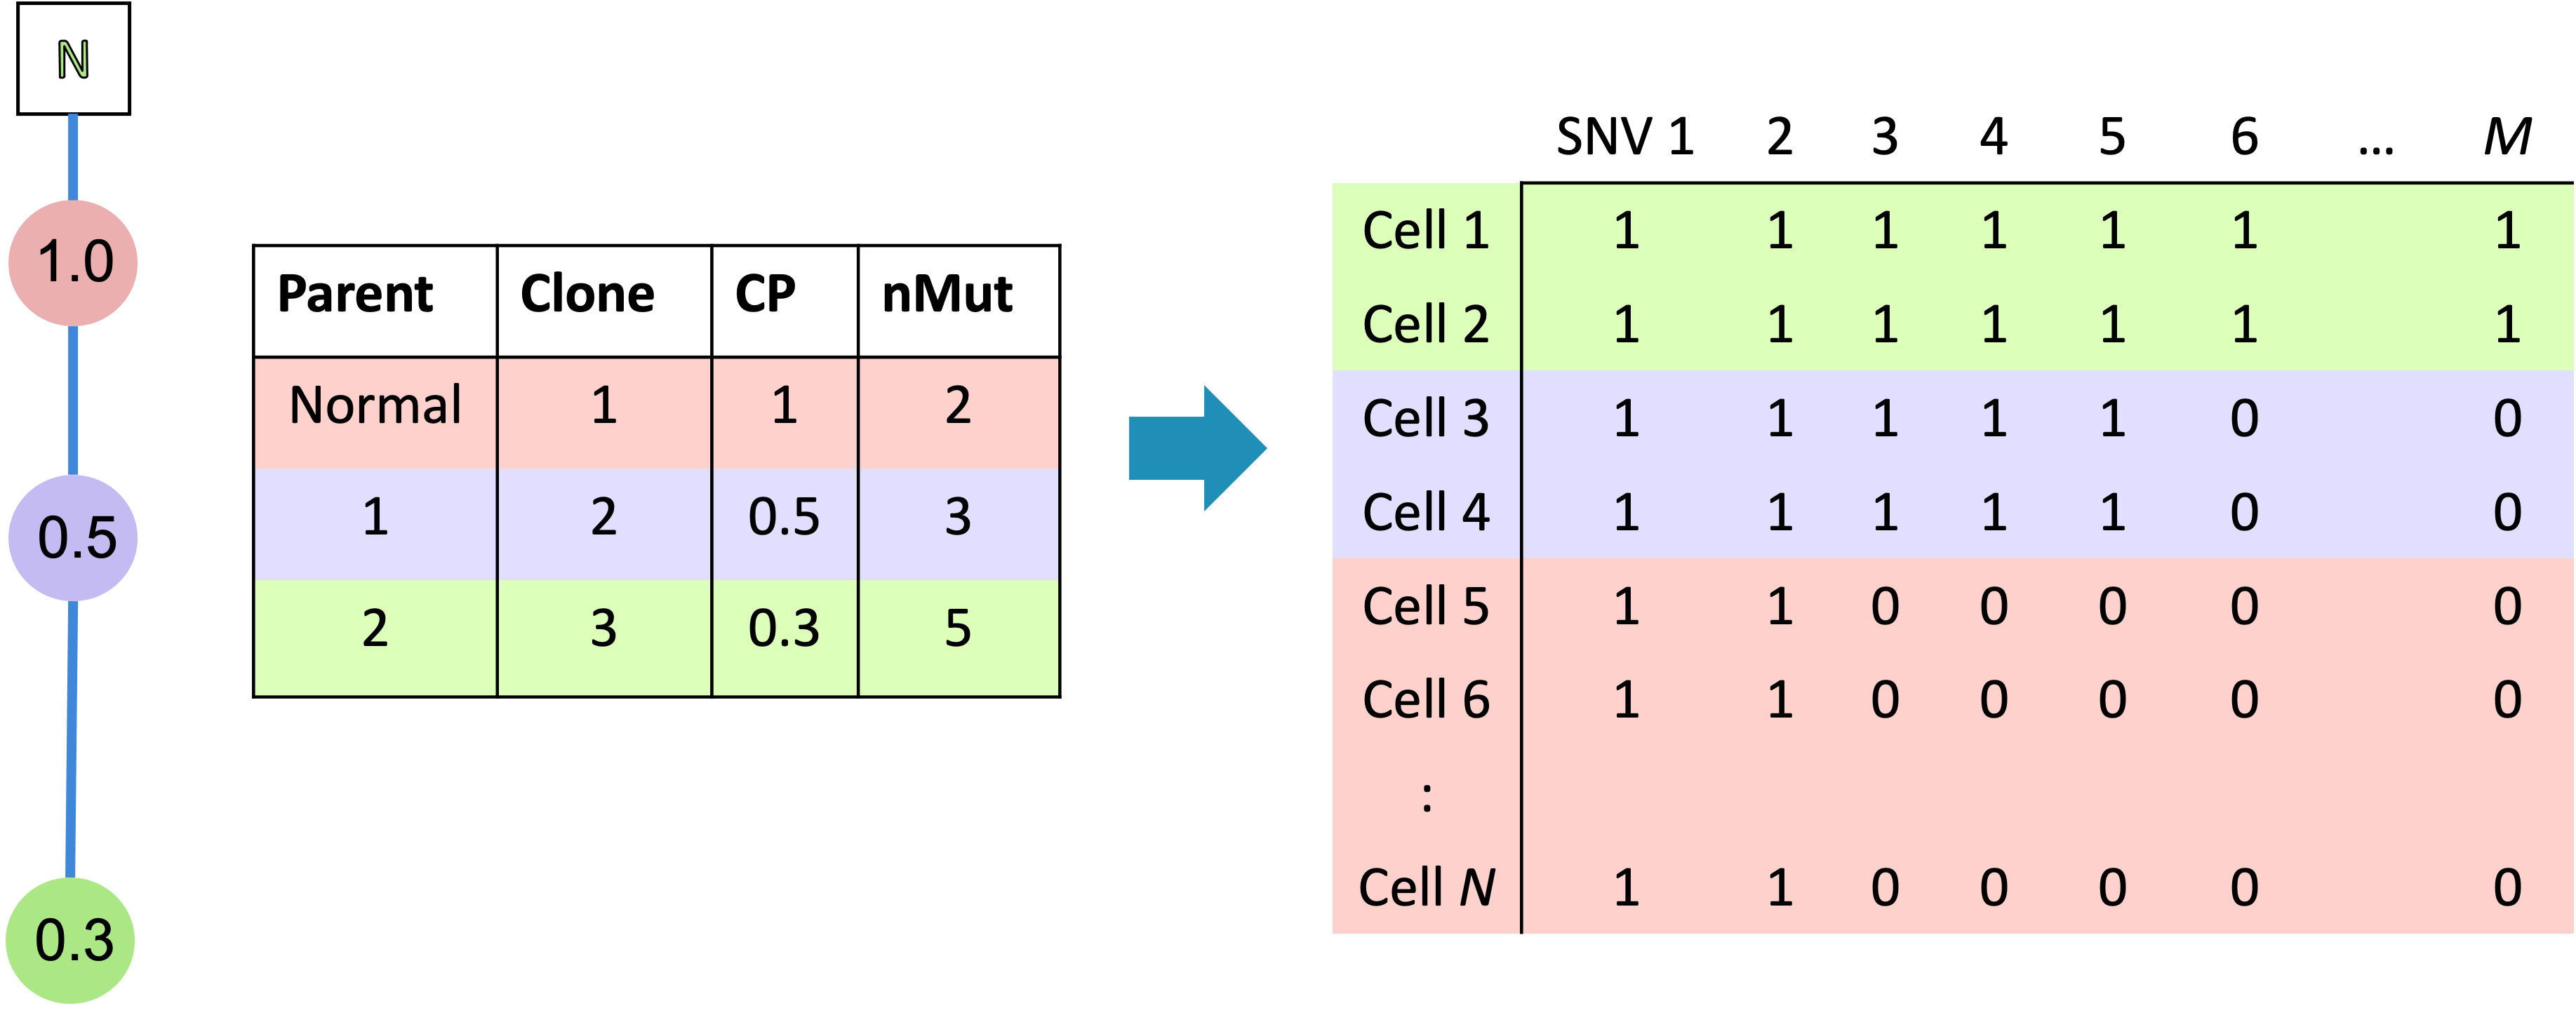 N
1.0
0.5
0.3
Parent Clone CP nMut
Normal 1 1 2
1 2 0.5 3
2 3 0.3 5
SNV 1 2 3 4 5 6 ... M
Cell 1 1 1 1 1 1 1 1
Cell 2 1 1 1 1 1 1 1
Cell 3 1 1 1 1 1 0 0
Cell 4 1 1 1 1 1 0 0
Cell 5 1 1 0 0 0 0 0
Cell 6 1 1 0 0 0 0 0
:
Cell N 1 1 0 0 0 0 0